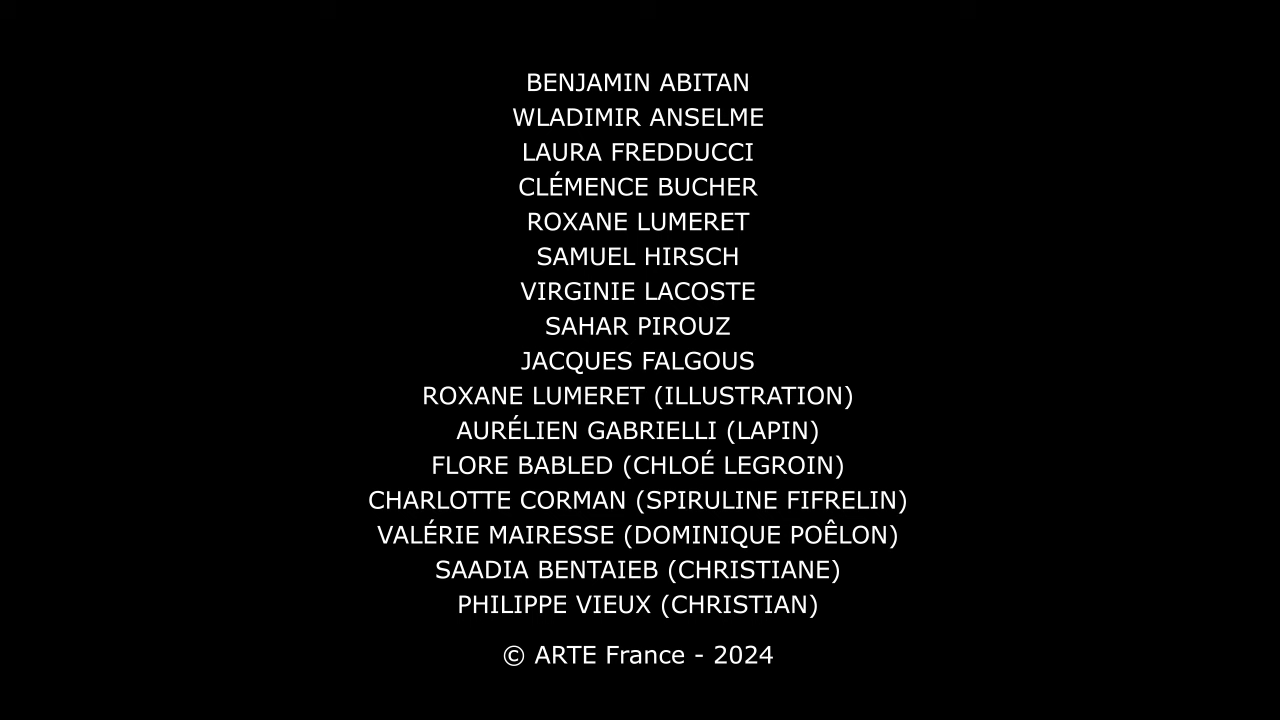 BENJAMIN ABITAN
WLADIMIR ANSELME
LAURA FREDDUCCI
CLÉMENCE BUCHER
ROXANE LUMERET
SAMUEL HIRSCH
VIRGINIE LACOSTE
SAHAR PIROUZ
JACQUES FALGOUS
ROXANE LUMERET (ILLUSTRATION)
AURÉLIEN GABRIELLI (LAPIN)
FLORE BABLED (CHLOÉ LEGROIN)
CHARLOTTE CORMAN (SPIRULINE FIFRELIN)
VALÉRIE MAIRESSE (DOMINIQUE POÊLON)
SAADIA BENTAIEB (CHRISTIANE)
PHILIPPE VIEUX (CHRISTIAN)
© ARTE France - 2024